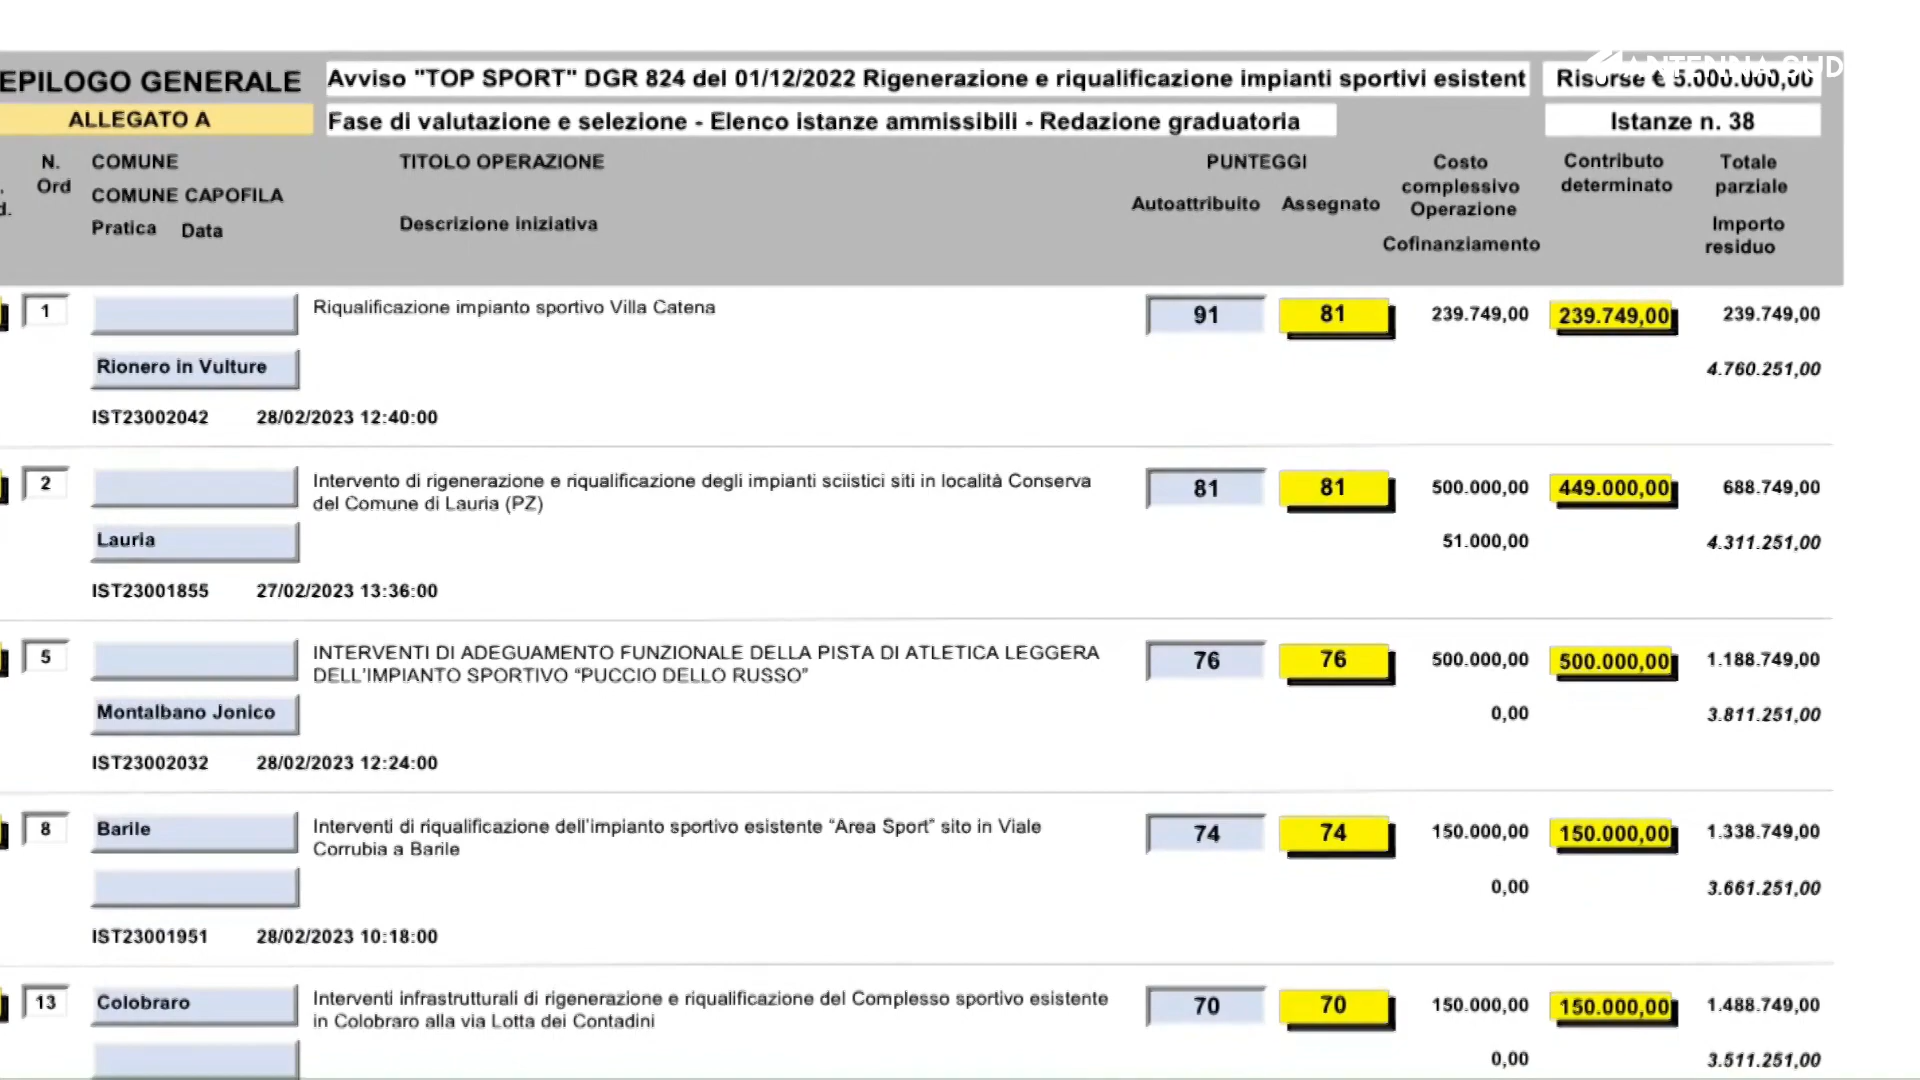 EPILOGO GENERALE
Avviso "TOP SPORT" DGR 824 del 01/12/2022 Rigenerazione e riqualificazione impianti sportivi esistent
Risorse € 5.000.000,00
ANTENNA SUD
ALLEGATO A
Fase di valutazione e selezione - Elenco istanze ammissibili - Redazione graduatoria
Istanze n. 38
N. Ord
COMUNE
COMUNE CAPOFILA
Pratica Data
TITOLO OPERAZIONE
Descrizione iniziativa
PUNTEGGI
Autoattribuito Assegnato
Costo
complessivo
Operazione
Cofinanziamento
Contributo
determinato
Totale
parziale
Importo
residuo
1 Riqualificazione impianto sportivo Villa Catena 91 81 239.749,00 239.749,00 239.749,00
Rionero in Vulture 4.760.251,00
IST23002042 28/02/2023 12:40:00
2 Intervento di rigenerazione e riqualificazione degli impianti sciistici siti in località Conserva 81 81 500.000,00 449.000,00 688.749,00
del Comune di Lauria (PZ)
Lauria 51.000,00 4.311.251,00
IST23001855 27/02/2023 13:36:00
5 INTERVENTI DI ADEGUAMENTO FUNZIONALE DELLA PISTA DI ATLETICA LEGGERA 76 76 500.000,00 500.000,00 1.188.749,00
DELL'IMPIANTO SPORTIVO “PUCCIO DELLO RUSSO”
Montalbano Jonico 0,00 3.811.251,00
IST23002032 28/02/2023 12:24:00
8 Barile Interventi di riqualificazione dell'impianto sportivo esistente “Area Sport” sito in Viale 74 74 150.000,00 150.000,00 1.338.749,00
Corrubia a Barile
0,00 3.661.251,00
IST23001951 28/02/2023 10:18:00
13 Colobraro Interventi infrastrutturali di rigenerazione e riqualificazione del Complesso sportivo esistente 70 70 150.000,00 150.000,00 1.488.749,00
in Colobraro alla via Lotta dei Contadini
0,00 3.511.251,00